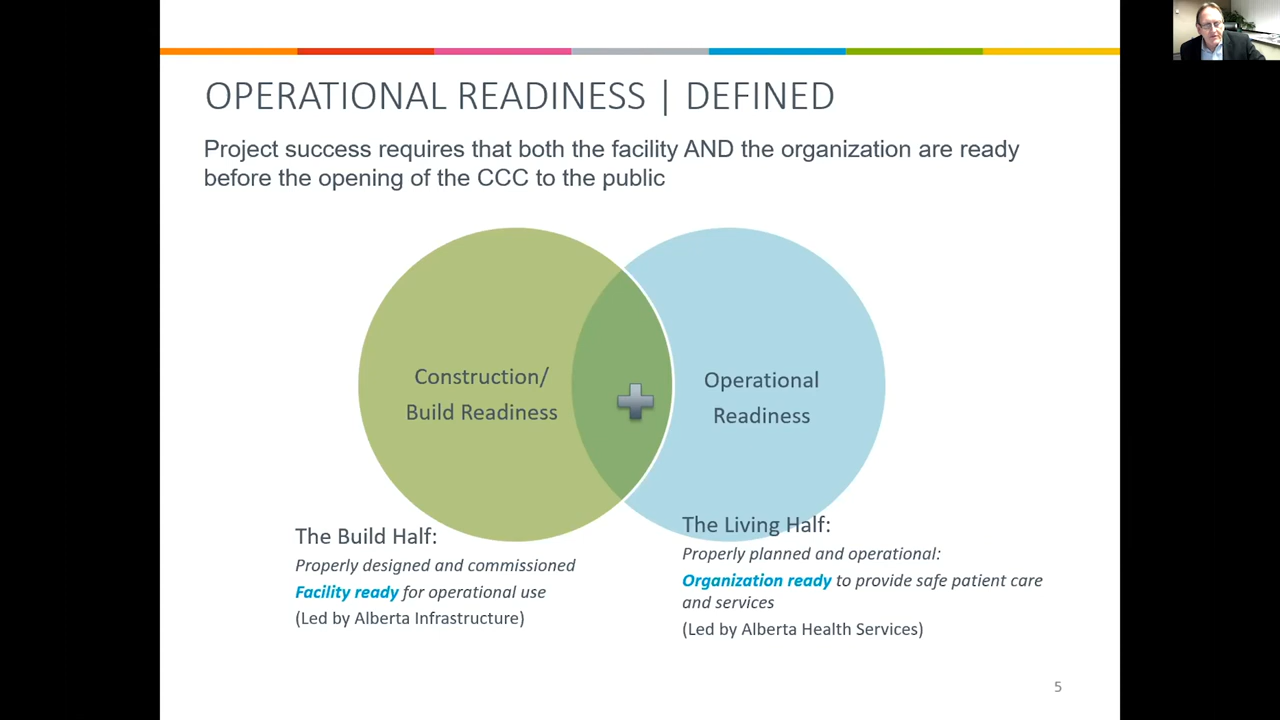 OPERATIONAL READINESS | DEFINED
Project success requires that both the facility AND the organization are ready
before the opening of the CCC to the public
Construction/
Build Readiness
Operational
Readiness
The Build Half:
Properly designed and commissioned
Facility ready for operational use
(Led by Alberta Infrastructure)
The Living Half:
Properly planned and operational:
Organization ready to provide safe patient care
and services
(Led by Alberta Health Services)
5